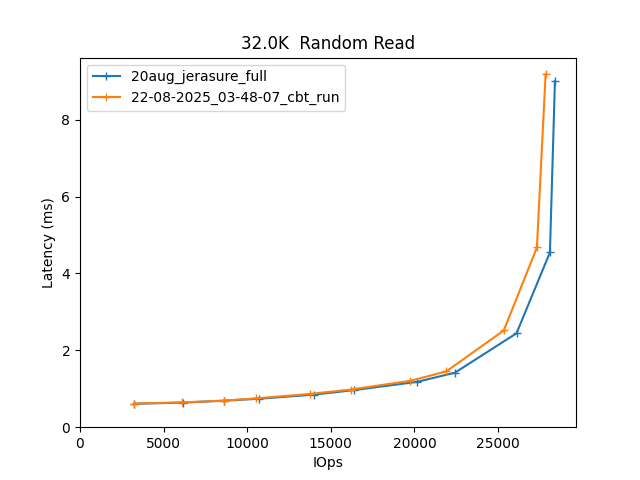 32.0K  Random Read
20aug_jerasure_full
22-08-2025_03-48-07_cbt_run
Latency (ms)
8
6
4
2
0
0 5000 10000 15000 20000 25000
IOps